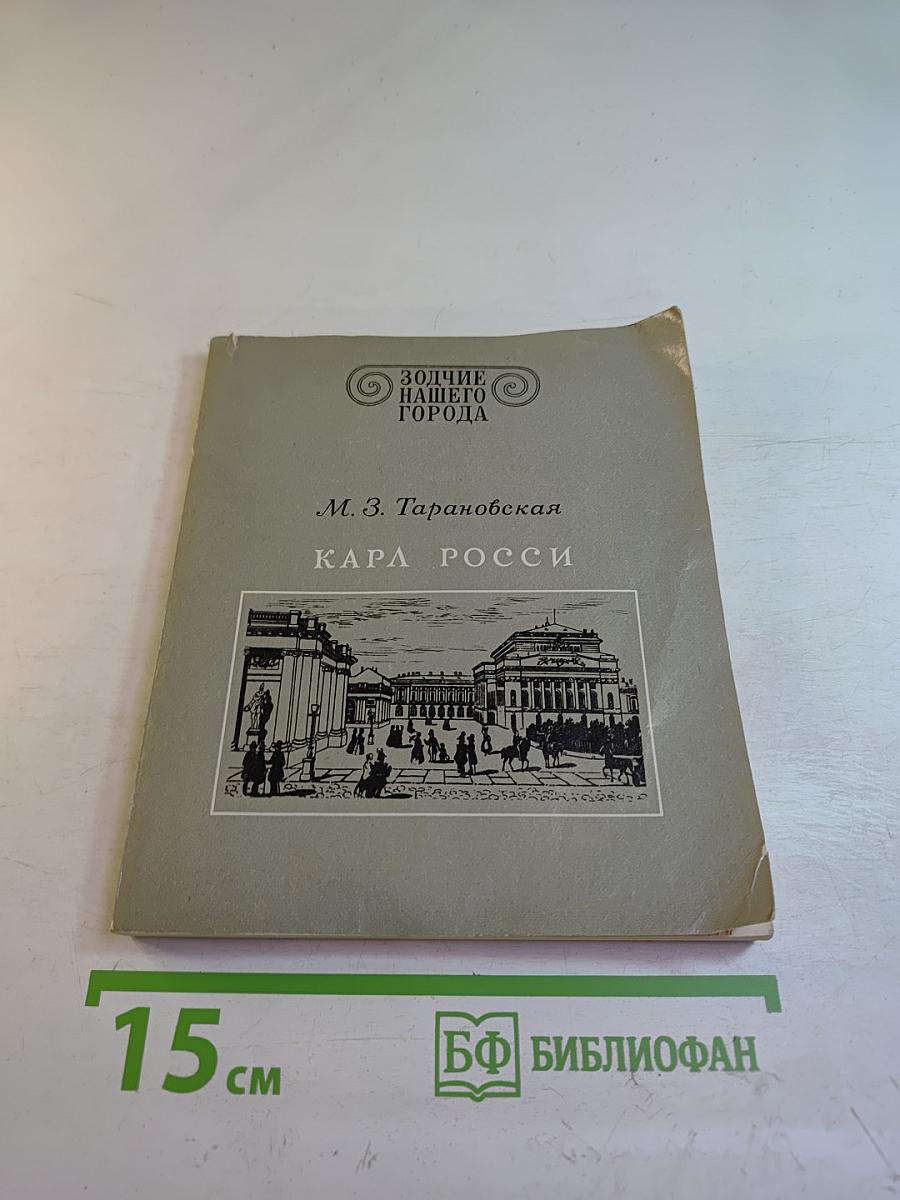 ЗОДЧИЕ
НАШЕГО
ГОРОДА
М. З. Тарановская
КАРЛ РОССИ
15 см
БФ БИБЛИОФАН